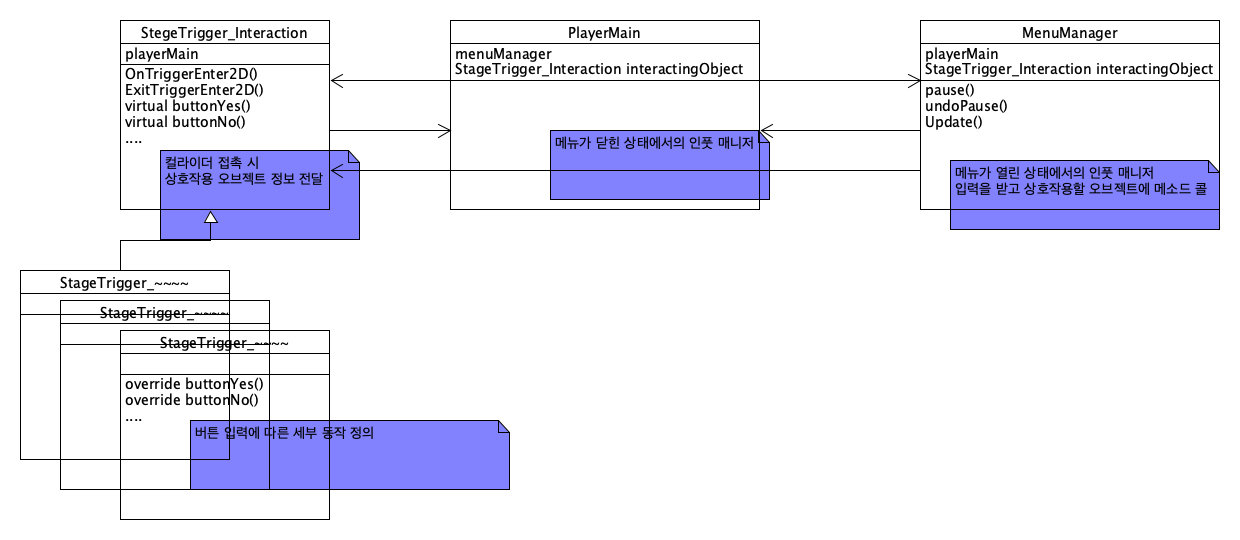 StegeTrigger_Interaction
playerMain
OnTriggerEnter2D()
ExitTriggerEnter2D()
virtual buttonYes()
virtual buttonNo()
....
컬라이더 접촉 시
상호작용 오브젝트 정보 전달
PlayerMain
menuManager
StageTrigger_Interaction interactingObject
메뉴가 닫힌 상태에서의 인풋 매니저
MenuManager
playerMain
StageTrigger_Interaction interactingObject
pause()
undoPause()
Update()
메뉴가 열린 상태에서의 인풋 매니저
입력을 받고 상호작용할 오브젝트에 메소드 콜
StageTrigger_~~~~
StageTrigger_~~~~
StageTrigger_~~~~
override buttonYes()
override buttonNo()
....
버튼 입력에 따른 세부 동작 정의